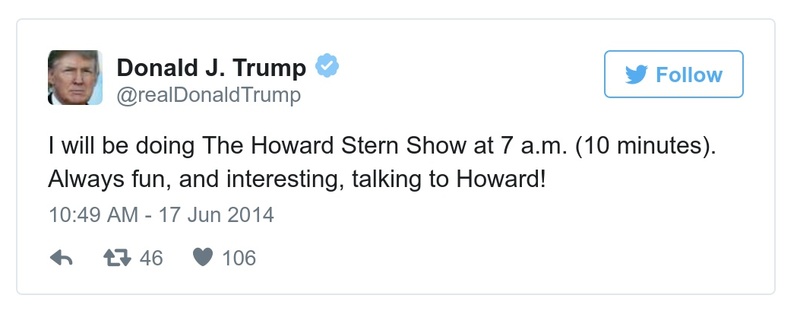 Donald J. Trump
@realDonaldTrump
Follow
I will be doing The Howard Stern Show at 7 a.m. (10 minutes).
Always fun, and interesting, talking to Howard!
10:49 AM - 17 Jun 2014
46 106